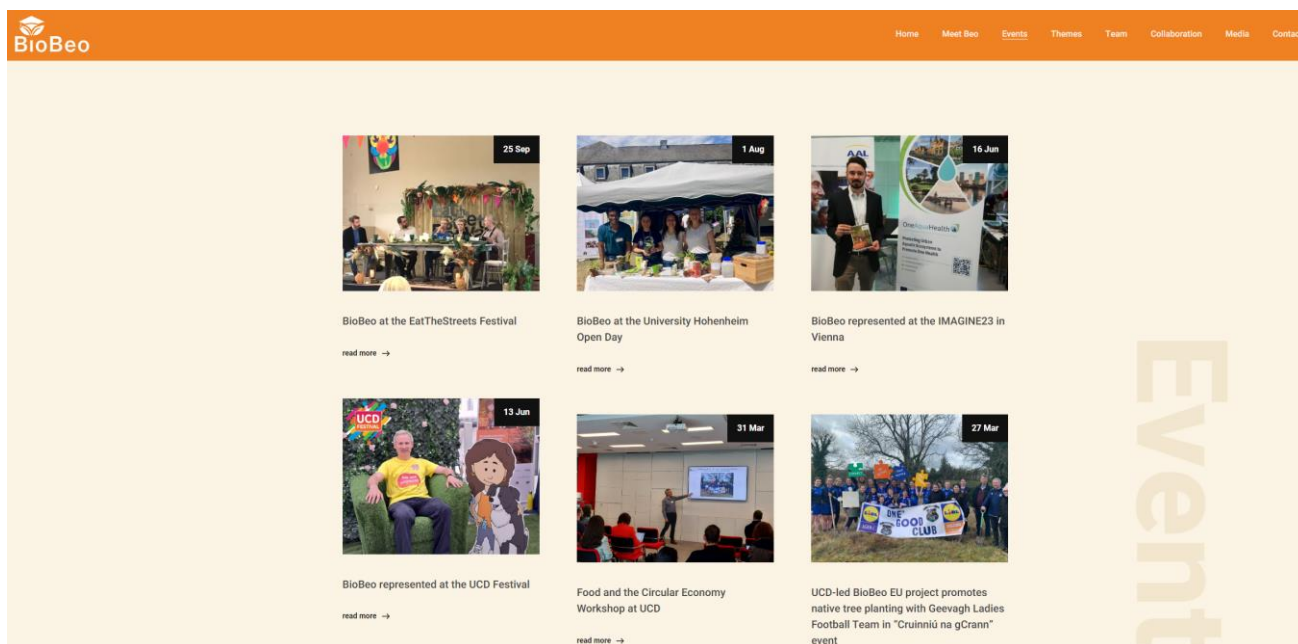 BioBeo
Home Meet Beo Events Themes Team Collaboration Media Contac
25 Sep
BioBeo at the EatTheStreets Festival
read more →
1 Aug
BioBeo at the University Hohenheim
Open Day
read more →
AAL
16 Jun
OneAquaHealth
BioBeo represented at the IMAGINE23 in
Vienna
read more →
UCD
FESTIVAL
13 Jun
BioBeo represented at the UCD Festival
read more →
31 Mar
Food and the Circular Economy
Workshop at UCD
read more →
27 Mar
ONE
GOOD
CLUB
UCD-led BioBeo EU project promotes
native tree planting with Geevagh Ladies
Football Team in "Cruinniú na gCrann"
event
Event